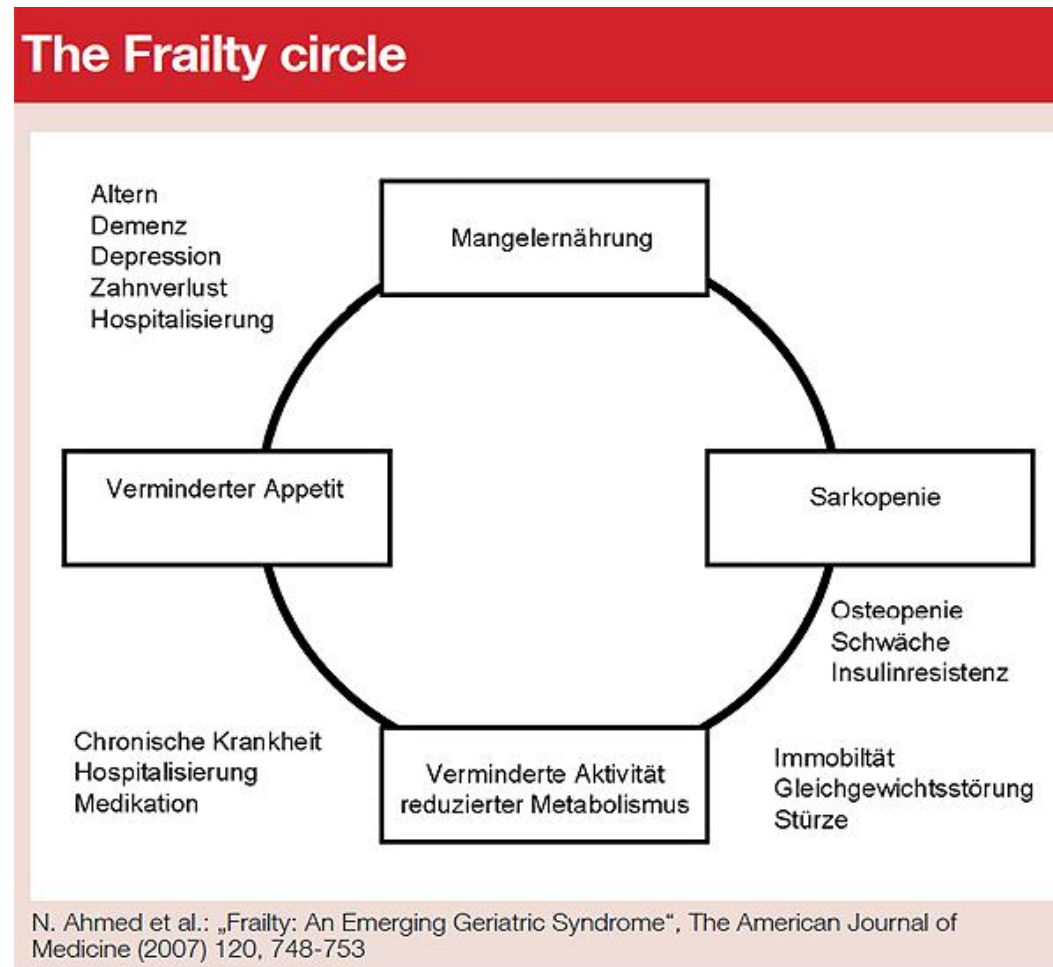 The Frailty circle
Altern
Demenz
Depression
Zahnverlust
Hospitalisierung
Mangelernährung
Verminderter Appetit
Sarkopenie
Osteopenie
Schwäche
Insulinresistenz
Chronische Krankheit
Hospitalisierung
Medikation
Verminderte Aktivität
reduzierter Metabolismus
Immobiltät
Gleichgewichtsstörung
Stürze
N. Ahmed et al.: „Frailty: An Emerging Geriatric Syndrome“, The American Journal of
Medicine (2007) 120, 748-753